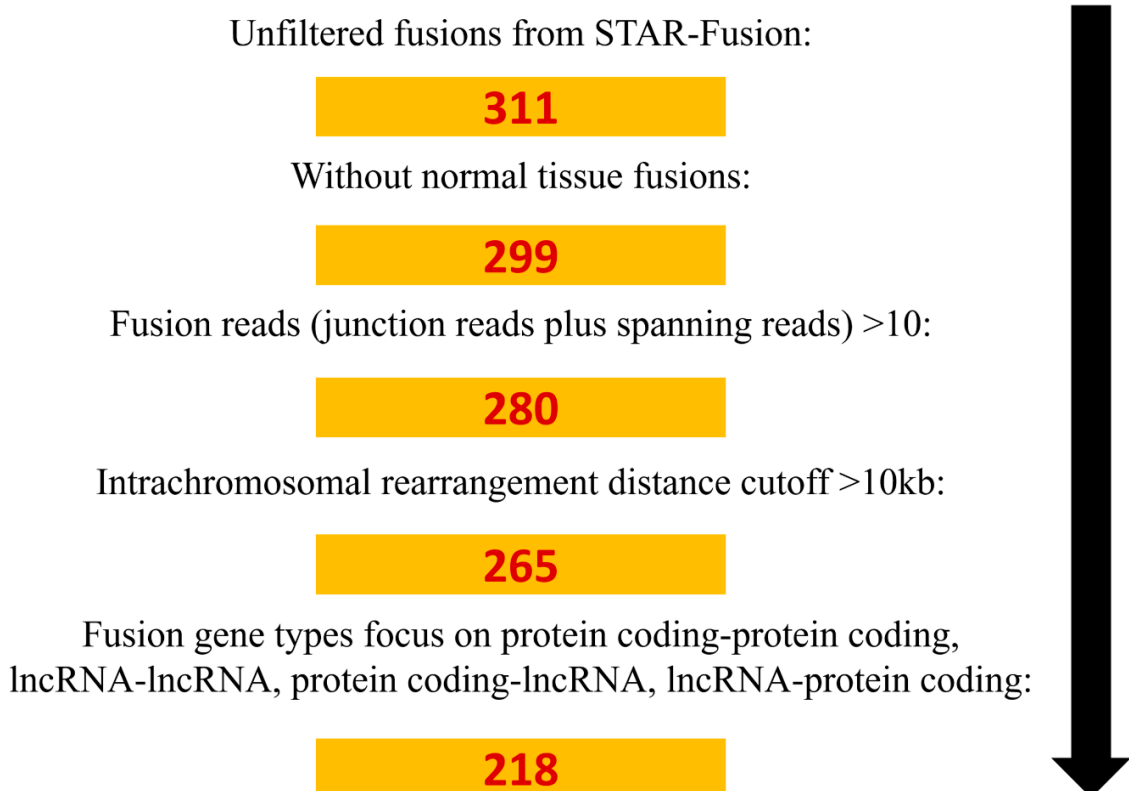 Unfiltered fusions from STAR-Fusion:
311
Without normal tissue fusions:
299
Fusion reads (junction reads plus spanning reads) >10:
280
Intrachromosomal rearrangement distance cutoff >10kb:
265
Fusion gene types focus on protein coding-protein coding,
lncRNA-lncRNA, protein coding-lncRNA, lncRNA-protein coding:
218